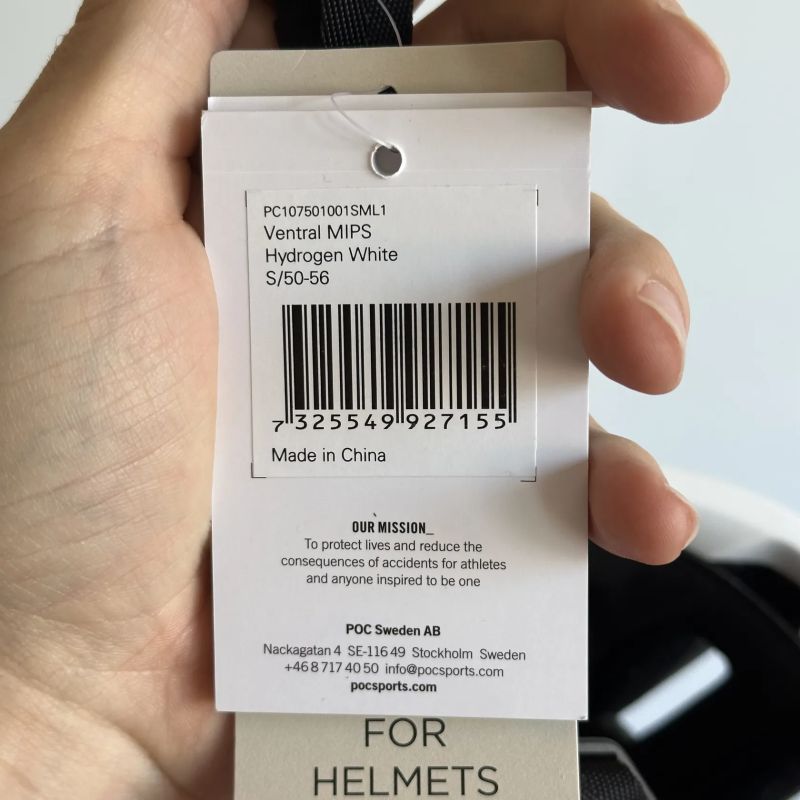 PC107501001SML1
Ventral MIPS
Hydrogen White
S/50-56
7 325549 927155
Made in China
OUR MISSION_
To protect lives and reduce the
consequences of accidents for athletes
and anyone inspired to be one
POC Sweden AB
Nackagatan 4 SE-116 49 Stockholm Sweden
+46 8 717 40 50 info@pocsports.com
pocsports.com
FOR
HELMETS